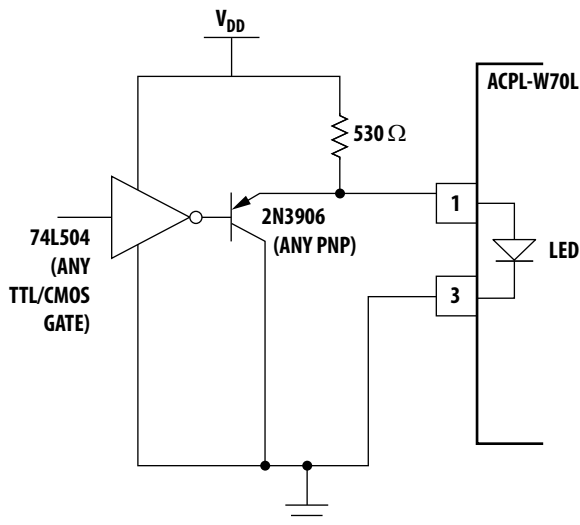 V_DD
ACPL-W70L
530 Ω
1
2N3906
(ANY PNP)
74L504
(ANY
TTL/CMOS
GATE)
LED
3